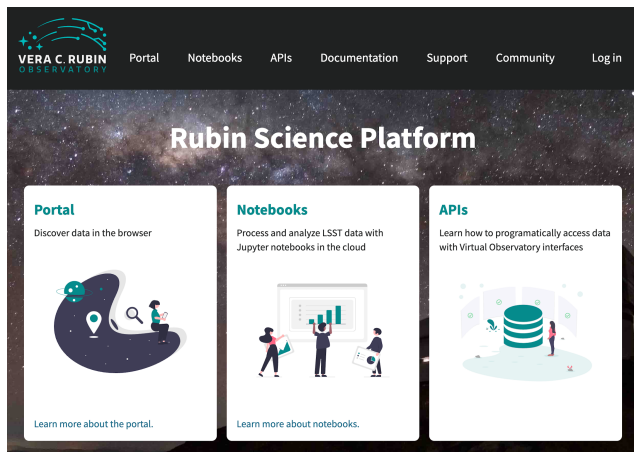 VERA C. RUBIN
OBSERVATORY
Portal
Notebooks
APIs
Documentation
Support
Community
Log in
Rubin Science Platform
Portal
Discover data in the browser
Learn more about the portal.
Notebooks
Process and analyze LSST data with
Jupyter notebooks in the cloud
Learn more about notebooks.
APIs
Learn how to programatically access data
with Virtual Observatory interfaces